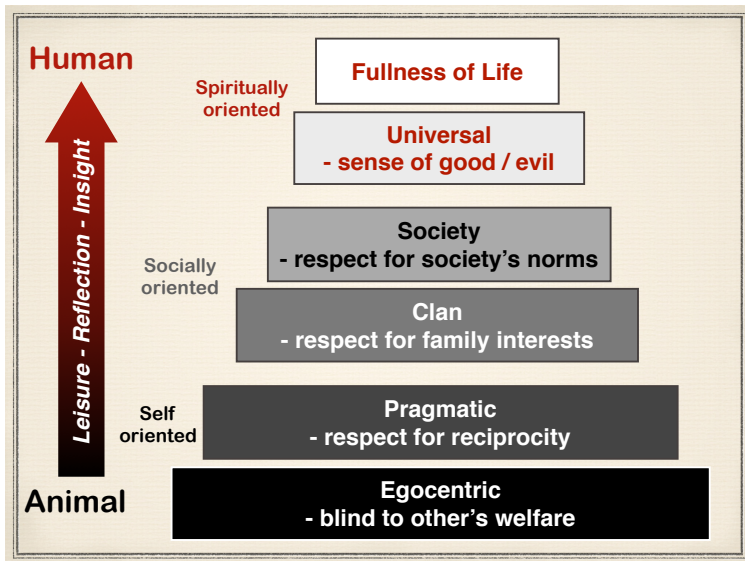 Human
Spiritually
oriented
Fullness of Life
Universal
- sense of good / evil
Leisure - Reflection - Insight
Socially
oriented
Society
- respect for society's norms
Clan
- respect for family interests
Self
oriented
Pragmatic
- respect for reciprocity
Animal
Egocentric
- blind to other's welfare